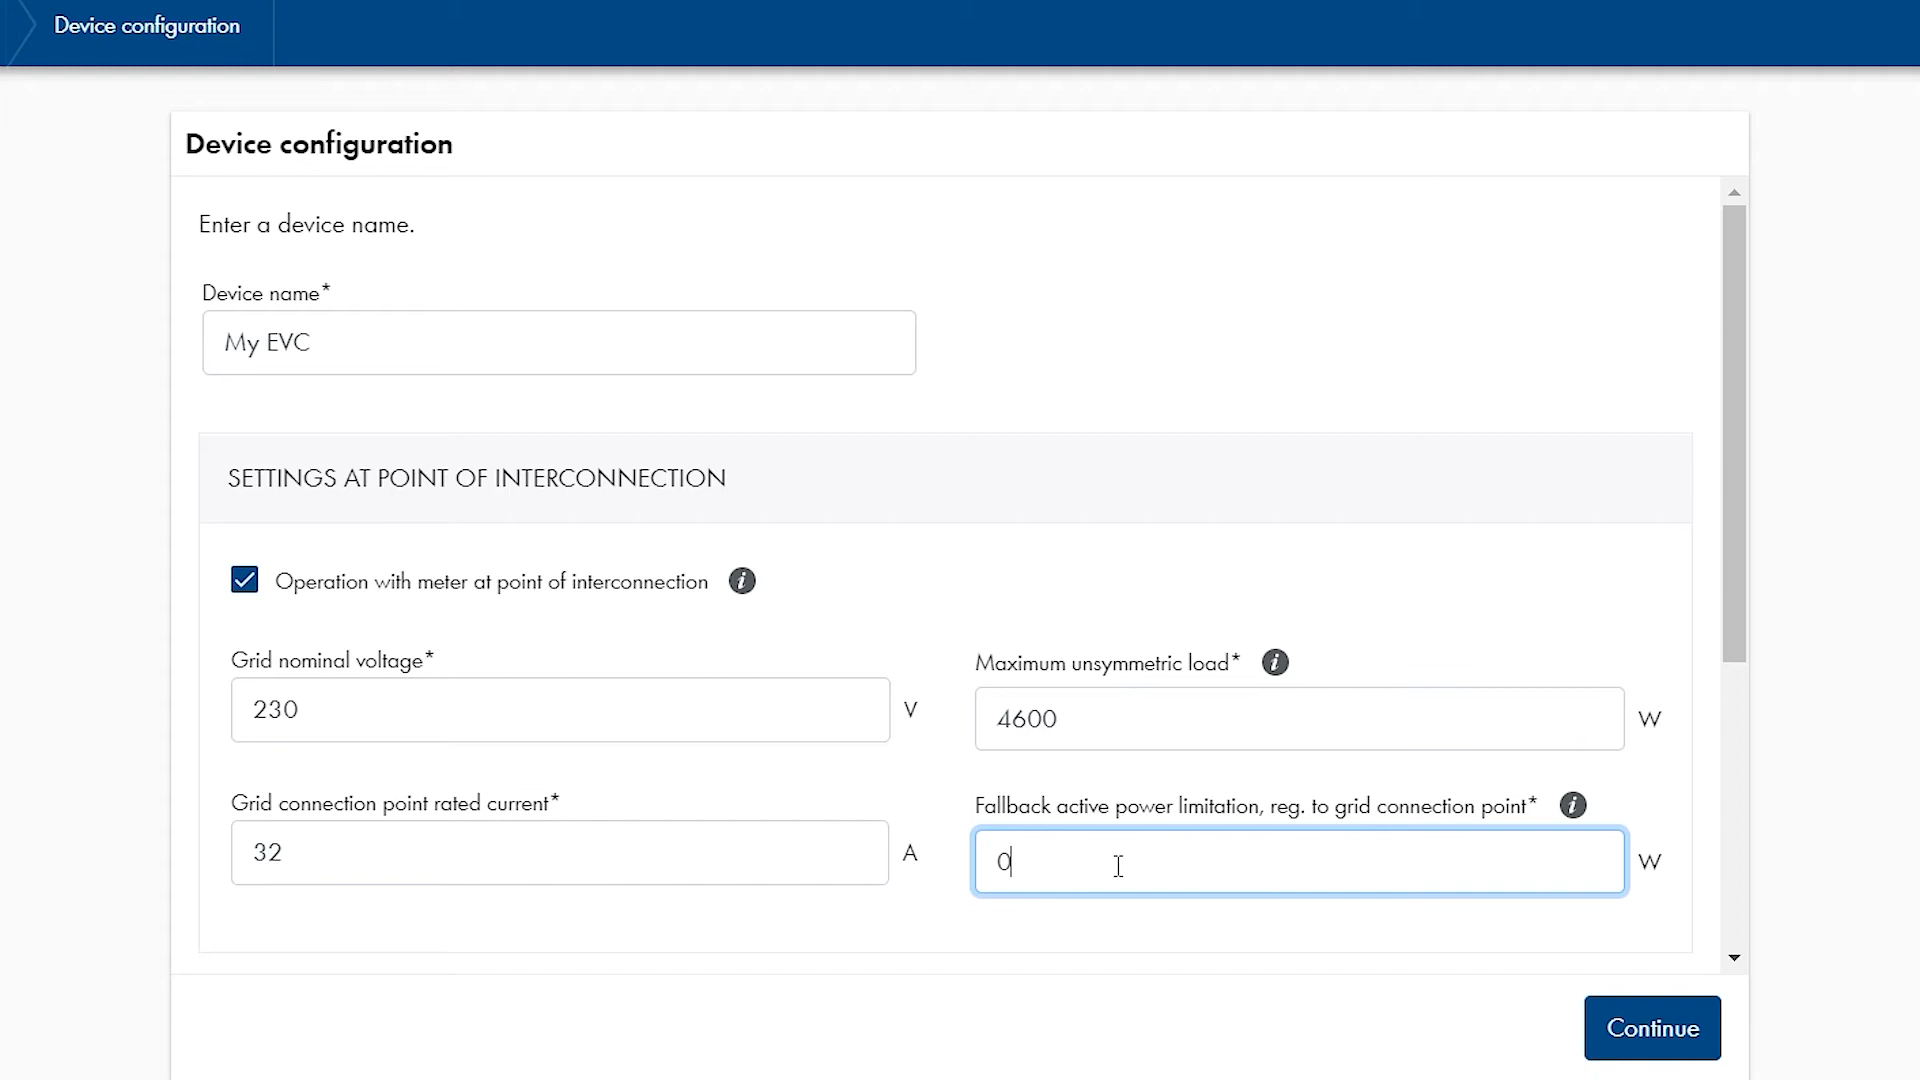 Device configuration
Device configuration
Enter a device name.
Device name*
My EVC
SETTINGS AT POINT OF INTERCONNECTION
Operation with meter at point of interconnection i
Grid nominal voltage*
230 V
Maximum unsymmetric load* i
4600 W
Grid connection point rated current*
32 A
Fallback active power limitation, reg. to grid connection point* i
0 W
Continue